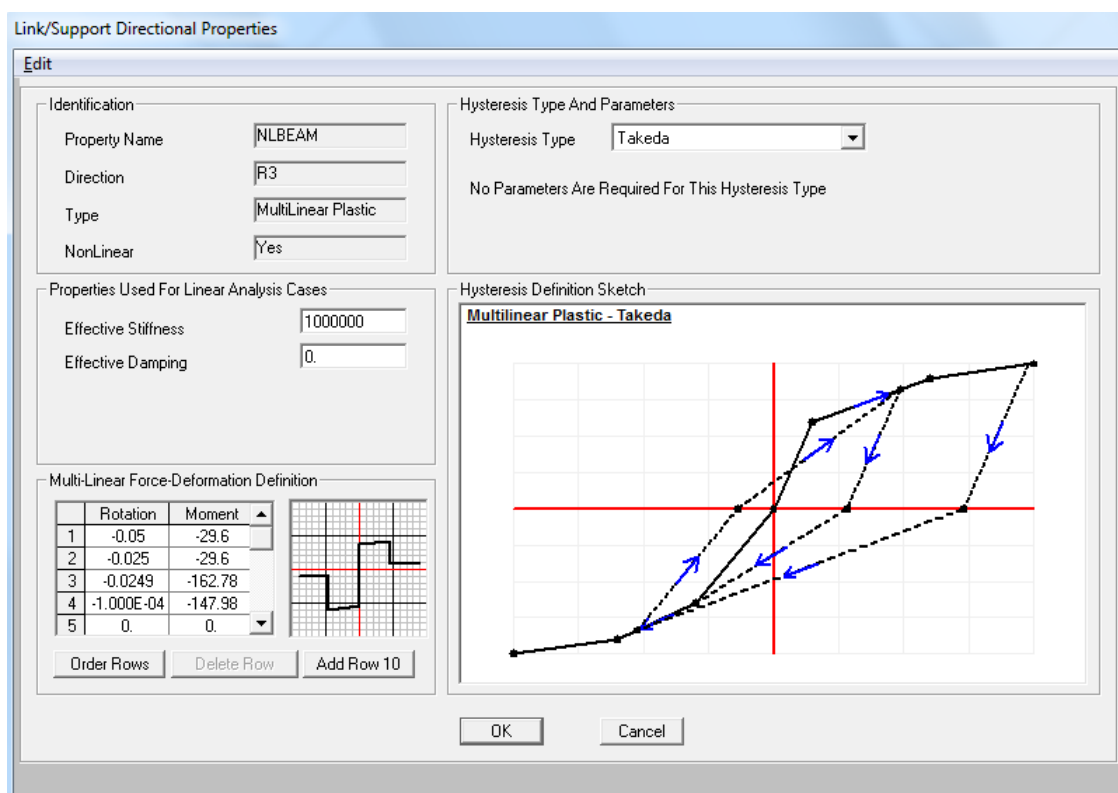 Link/Support Directional Properties
Edit
Identification
Property Name NLBEAM
Direction R3
Type MultiLinear Plastic
NonLinear Yes
Hysteresis Type And Parameters
Hysteresis Type Takeda
No Parameters Are Required For This Hysteresis Type
Properties Used For Linear Analysis Cases
Effective Stiffness 1000000
Effective Damping 0.
Hysteresis Definition Sketch
Multilinear Plastic - Takeda
Multi-Linear Force-Deformation Definition
Rotation Moment
1 -0.05 -29.6
2 -0.025 -29.6
3 -0.0249 -162.78
4 -1.000E-04 -147.98
5 0. 0.
Order Rows Delete Row Add Row 10
OK Cancel